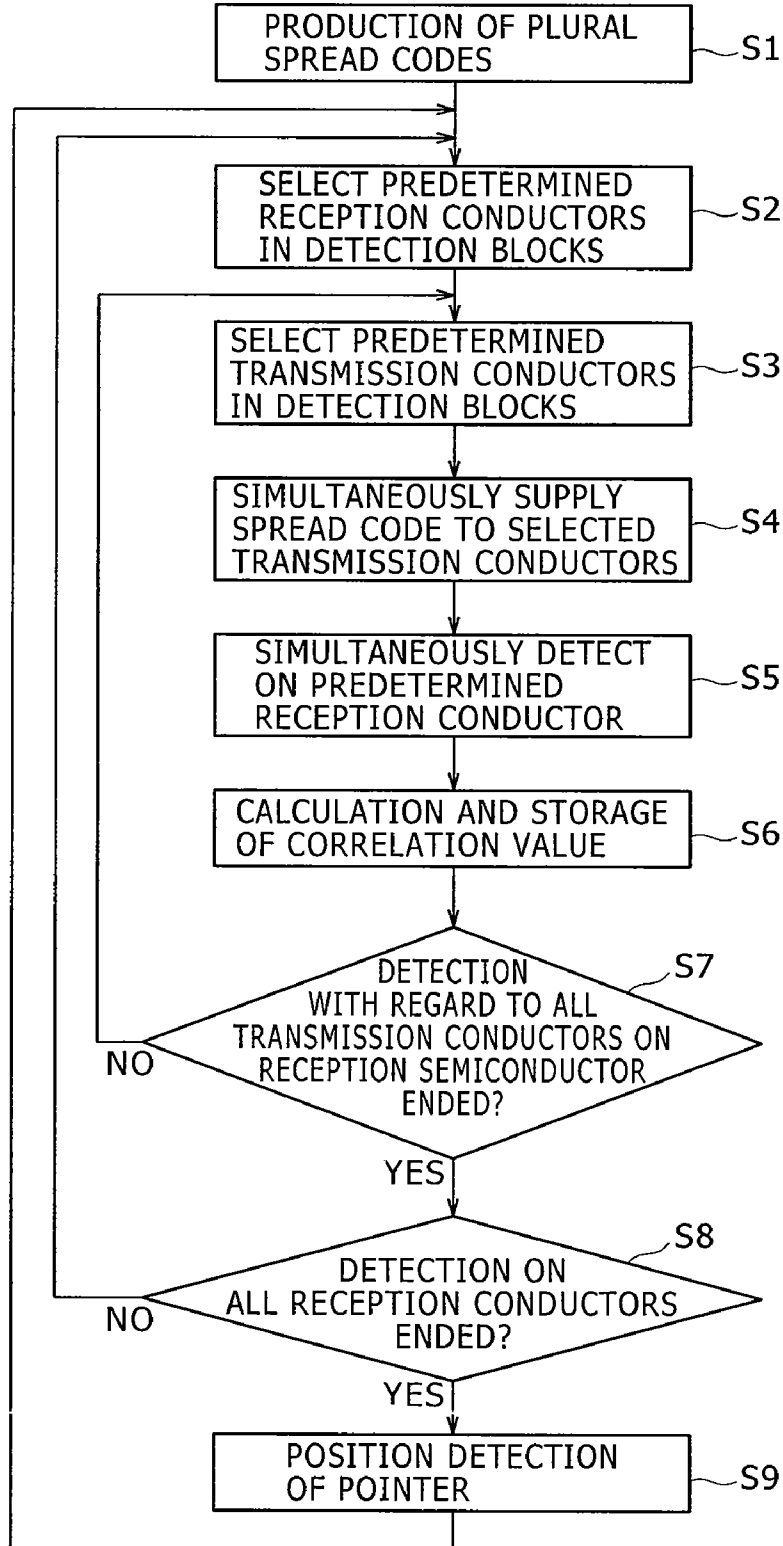 PRODUCTION OF PLURAL
SPREAD CODES
S1
SELECT PREDETERMINED
RECEPTION CONDUCTORS
IN DETECTION BLOCKS
S2
SELECT PREDETERMINED
TRANSMISSION CONDUCTORS
IN DETECTION BLOCKS
S3
SIMULTANEOUSLY SUPPLY
SPREAD CODE TO SELECTED
TRANSMISSION CONDUCTORS
S4
SIMULTANEOUSLY DETECT
ON PREDETERMINED
RECEPTION CONDUCTOR
S5
CALCULATION AND STORAGE
OF CORRELATION VALUE
S6
DETECTION
WITH REGARD TO ALL
TRANSMISSION CONDUCTORS ON
RECEPTION SEMICONDUCTOR
ENDED?
S7
NO
YES
DETECTION ON
ALL RECEPTION CONDUCTORS
ENDED?
S8
NO
YES
POSITION DETECTION
OF POINTER
S9